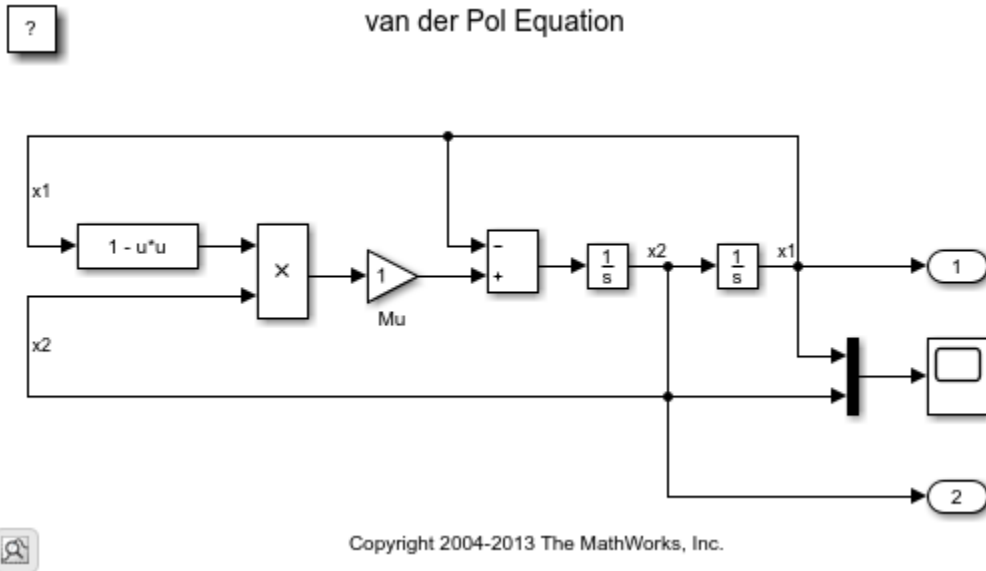 ?
van der Pol Equation
x1
1 - u*u
×
1
Mu
−
+
1
s
x2
1
s
x1
1
x2
2
Copyright 2004-2013 The MathWorks, Inc.